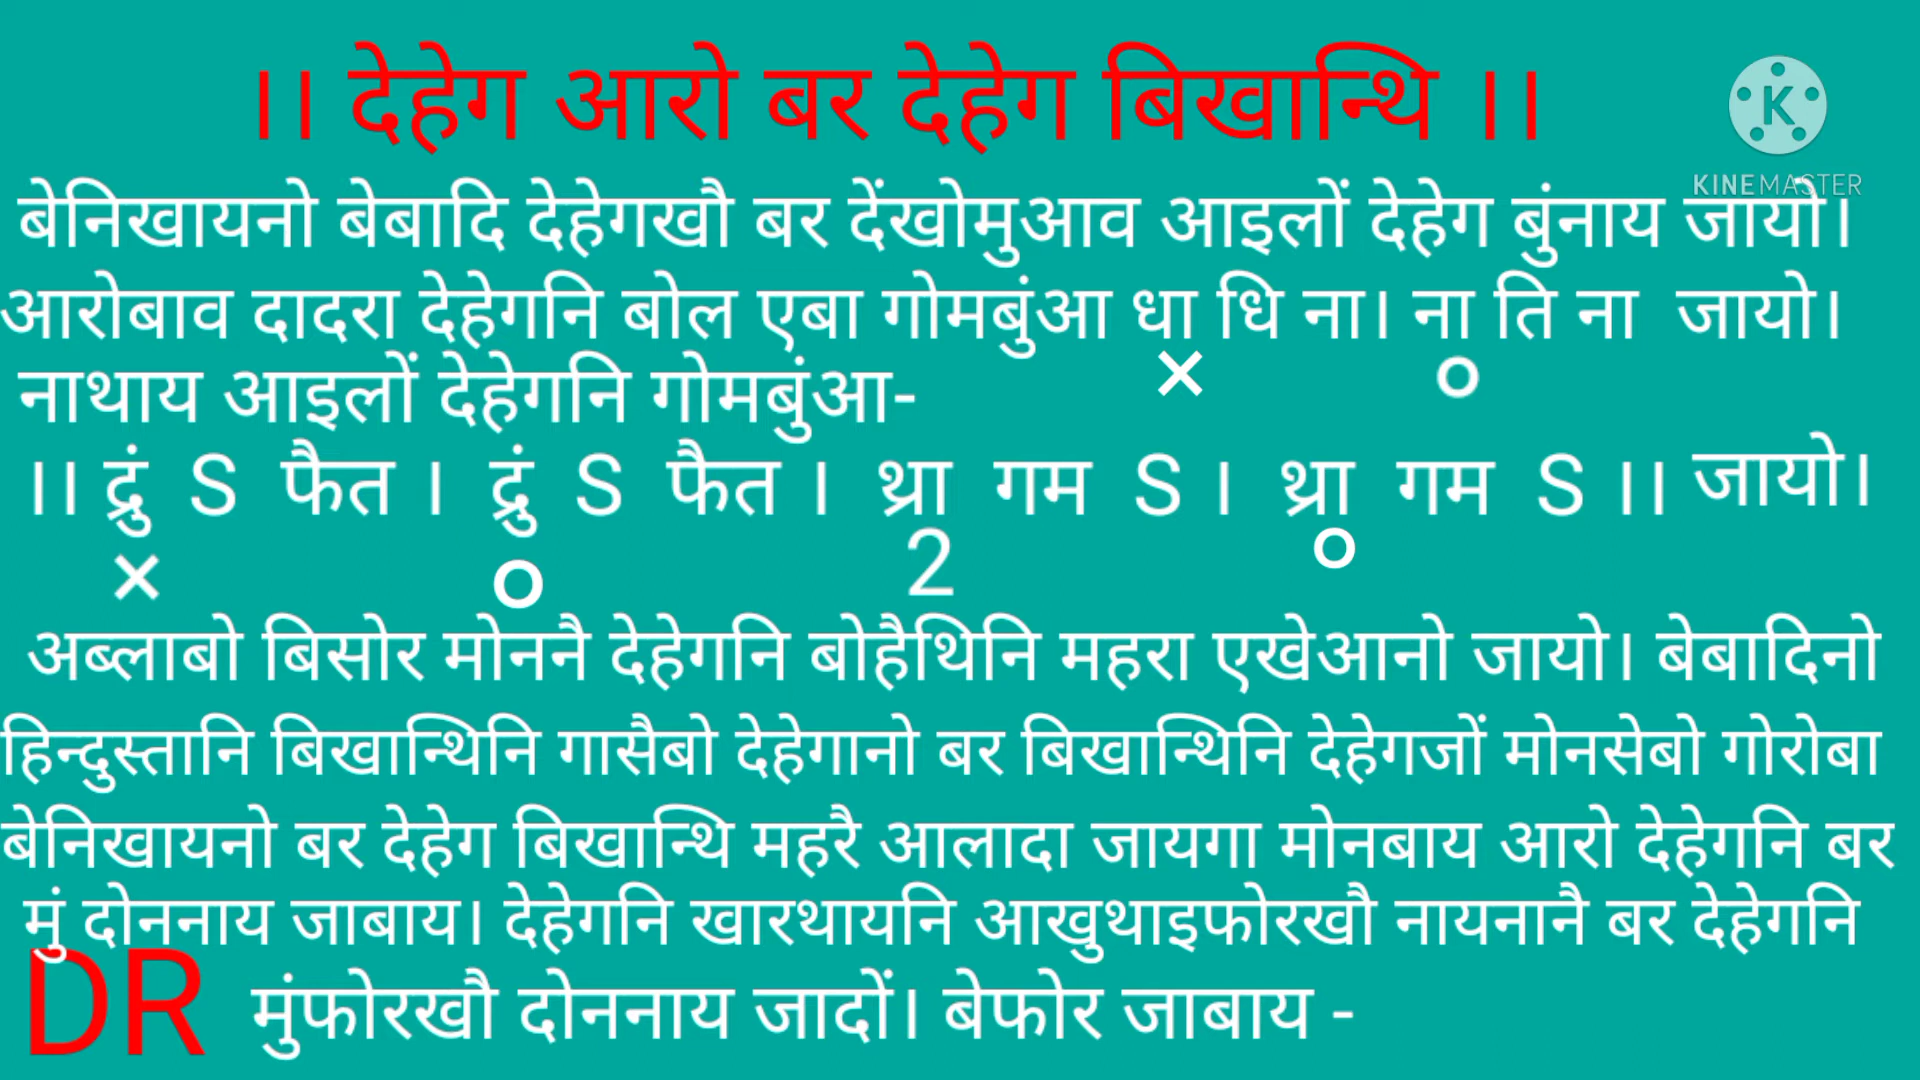 ।। देहेग आरो बर देहेग बिखान्थि ।।
KINEMASTER
बेनिखायनो बेबादि देहेगखौ बर देंखोमुआव आइलों देहेग बुंनाय जायो।
आरोबाव दादरा देहेगनि बोल एबा गोमबुंआ धा धि ना। ना ति ना जायो।
× o
नाथाय आइलों देहेगनि गोमबुंआ-
।। द्रुं S फैत । द्रुं S फैत । थ्रा गम S । थ्रा गम S ।। जायो।
× o 2 o
अब्लाबो बिसोर मोननै देहेगनि बोहैथिनि महरा एखेआनो जायो। बेबादिनो
हिन्दुस्तानि बिखान्थिनि गासैबो देहेगानो बर बिखान्थिनि देहेगजों मोनसेबो गोरोबा
बेनिखायनो बर देहेग बिखान्थि महरै आलादा जायगा मोनबाय आरो देहेगनि बर
मुं दोननाय जाबाय। देहेगनि खारथायनि आखुथाइफोरखौ नायनानै बर देहेगनि
DR मुंफोरखौ दोननाय जादों। बेफोर जाबाय -